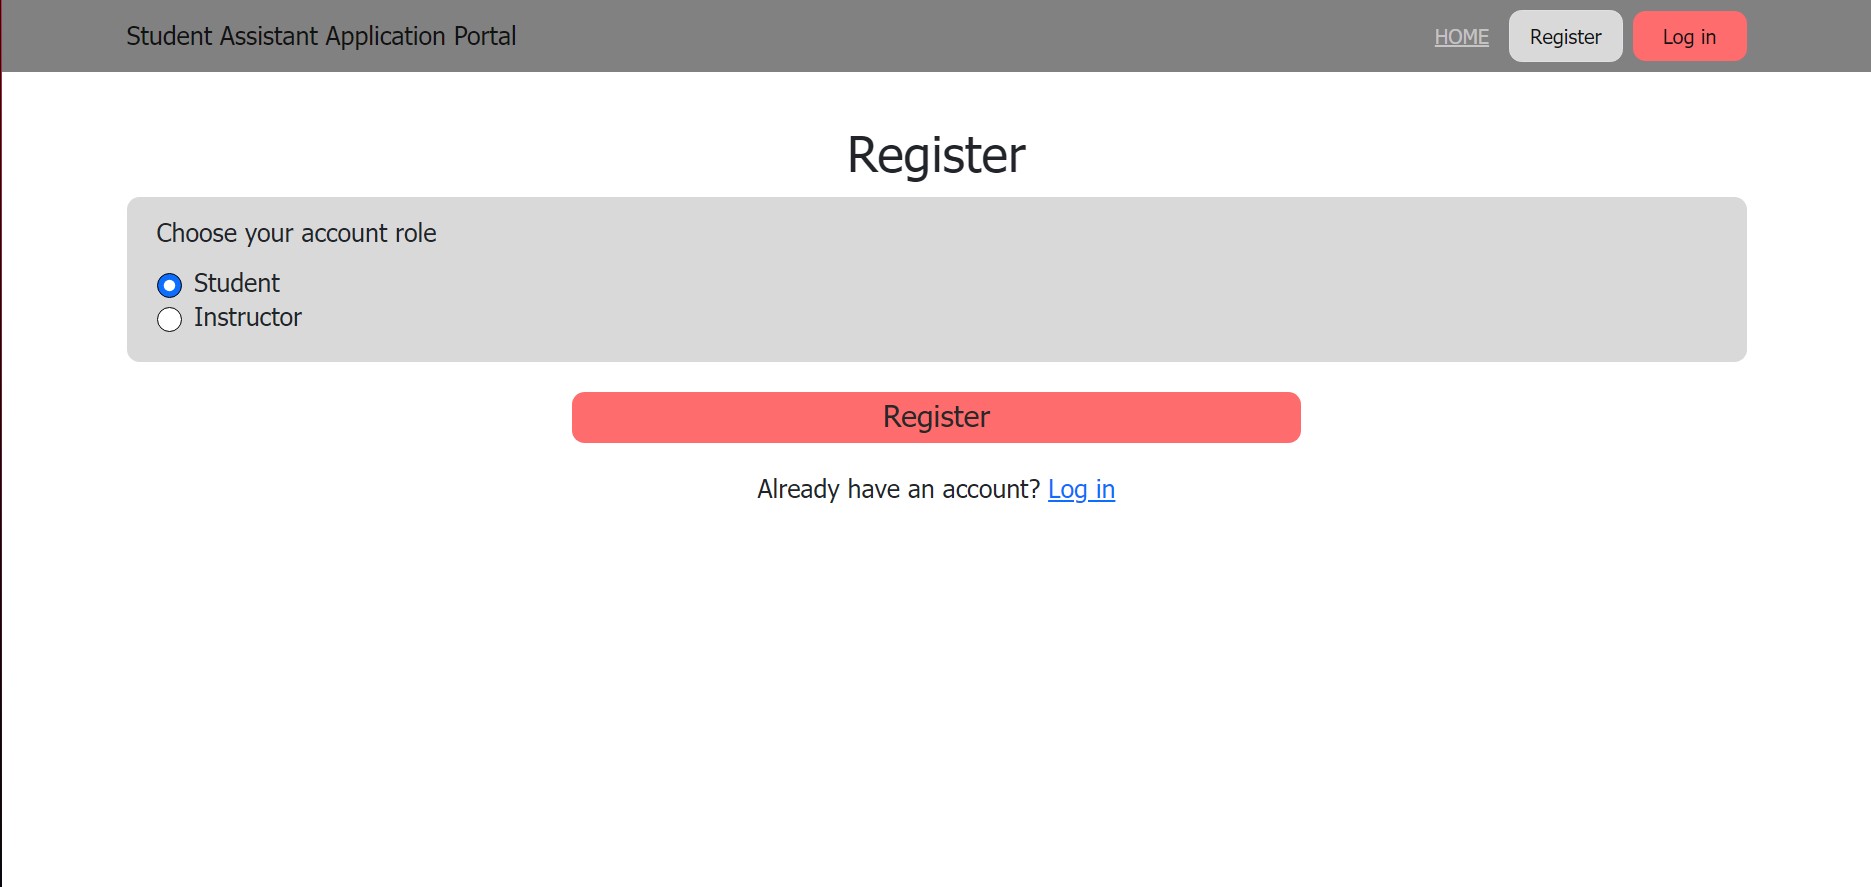 Student Assistant Application Portal
HOME
Register
Log in
Register
Choose your account role
Student
Instructor
Register
Already have an account? Log in